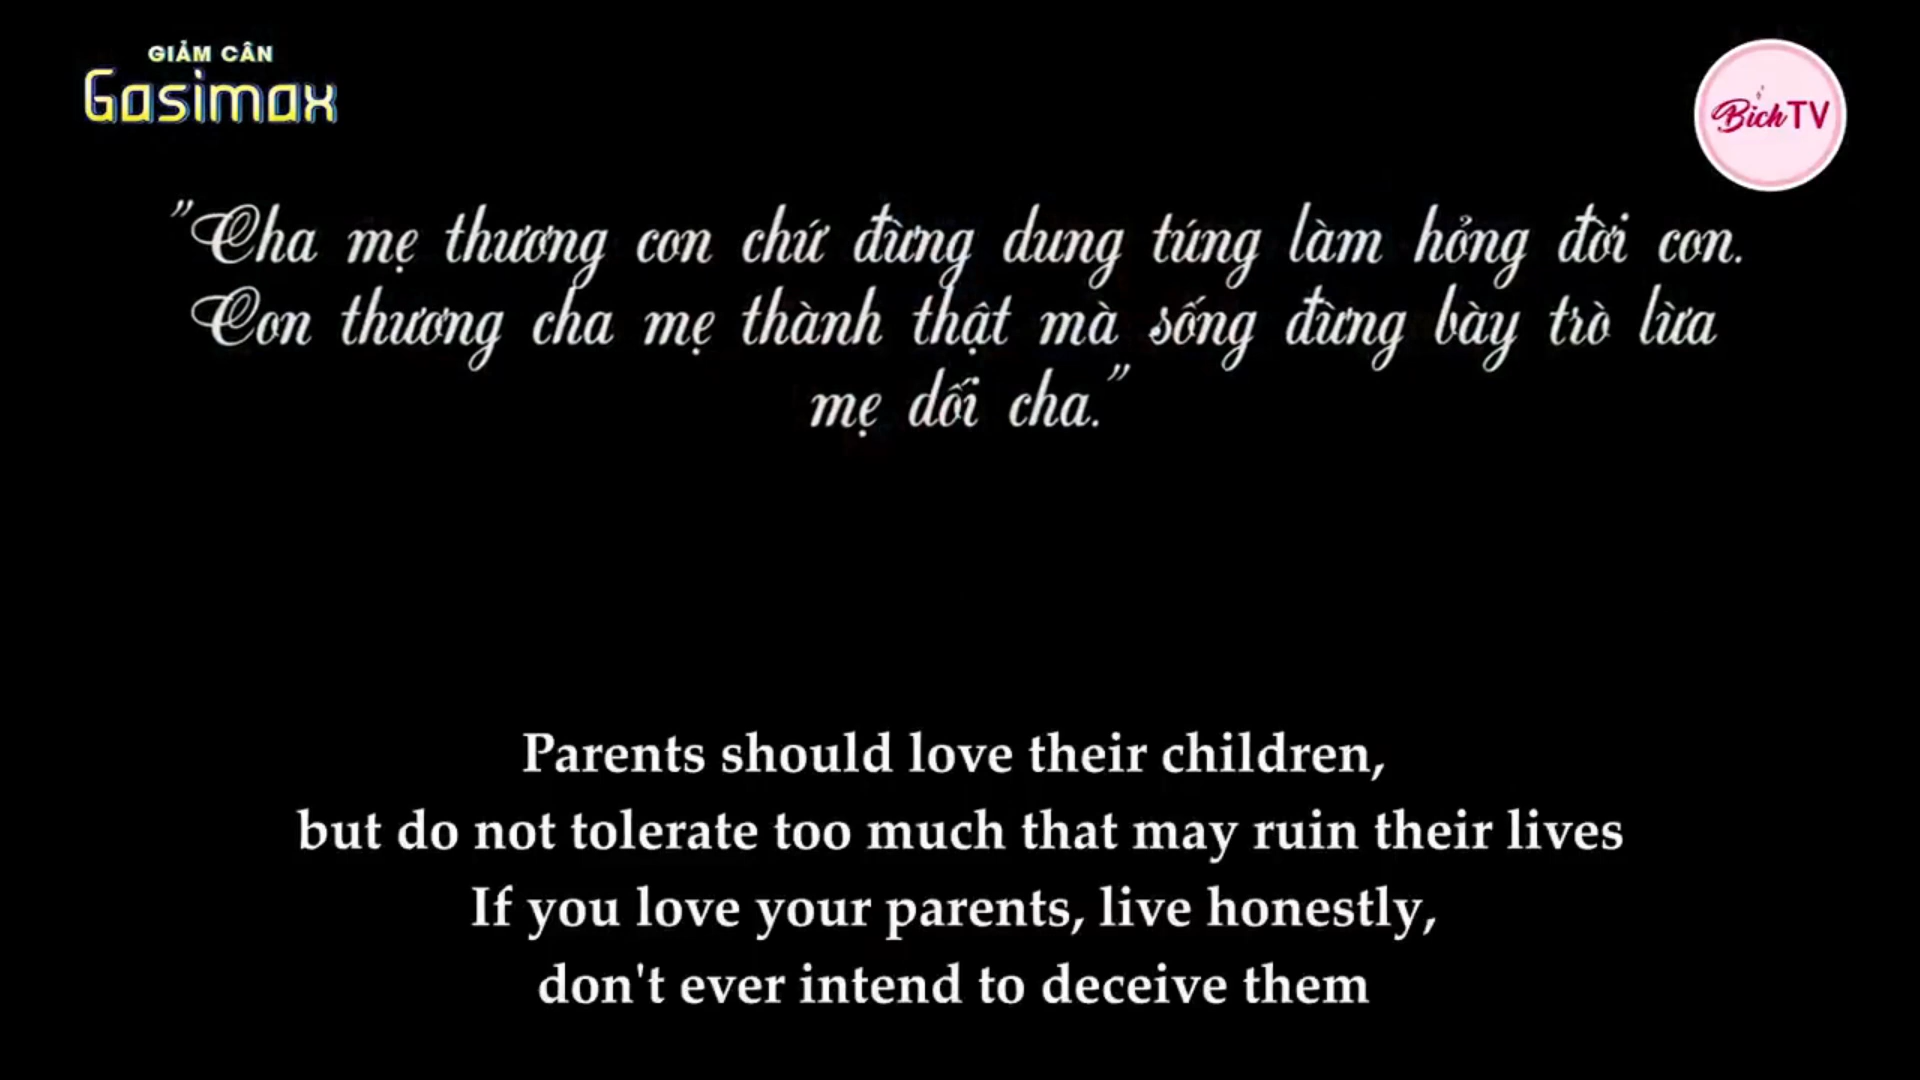 GIẢM CÂN
Gasimax
BíchTV
"Cha mẹ thương con chứ đừng dung túng làm hỏng đời con.
Con thương cha mẹ thành thật mà sống đừng bày trò lừa
mẹ dối cha."
Parents should love their children,
but do not tolerate too much that may ruin their lives
If you love your parents, live honestly,
don't ever intend to deceive them